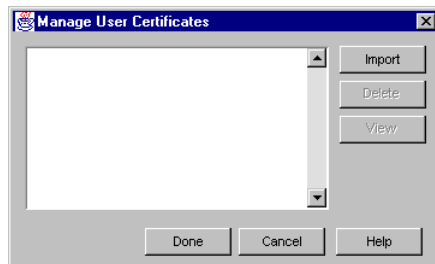 Manage User Certificates
Import
Delete
View
Done
Cancel
Help